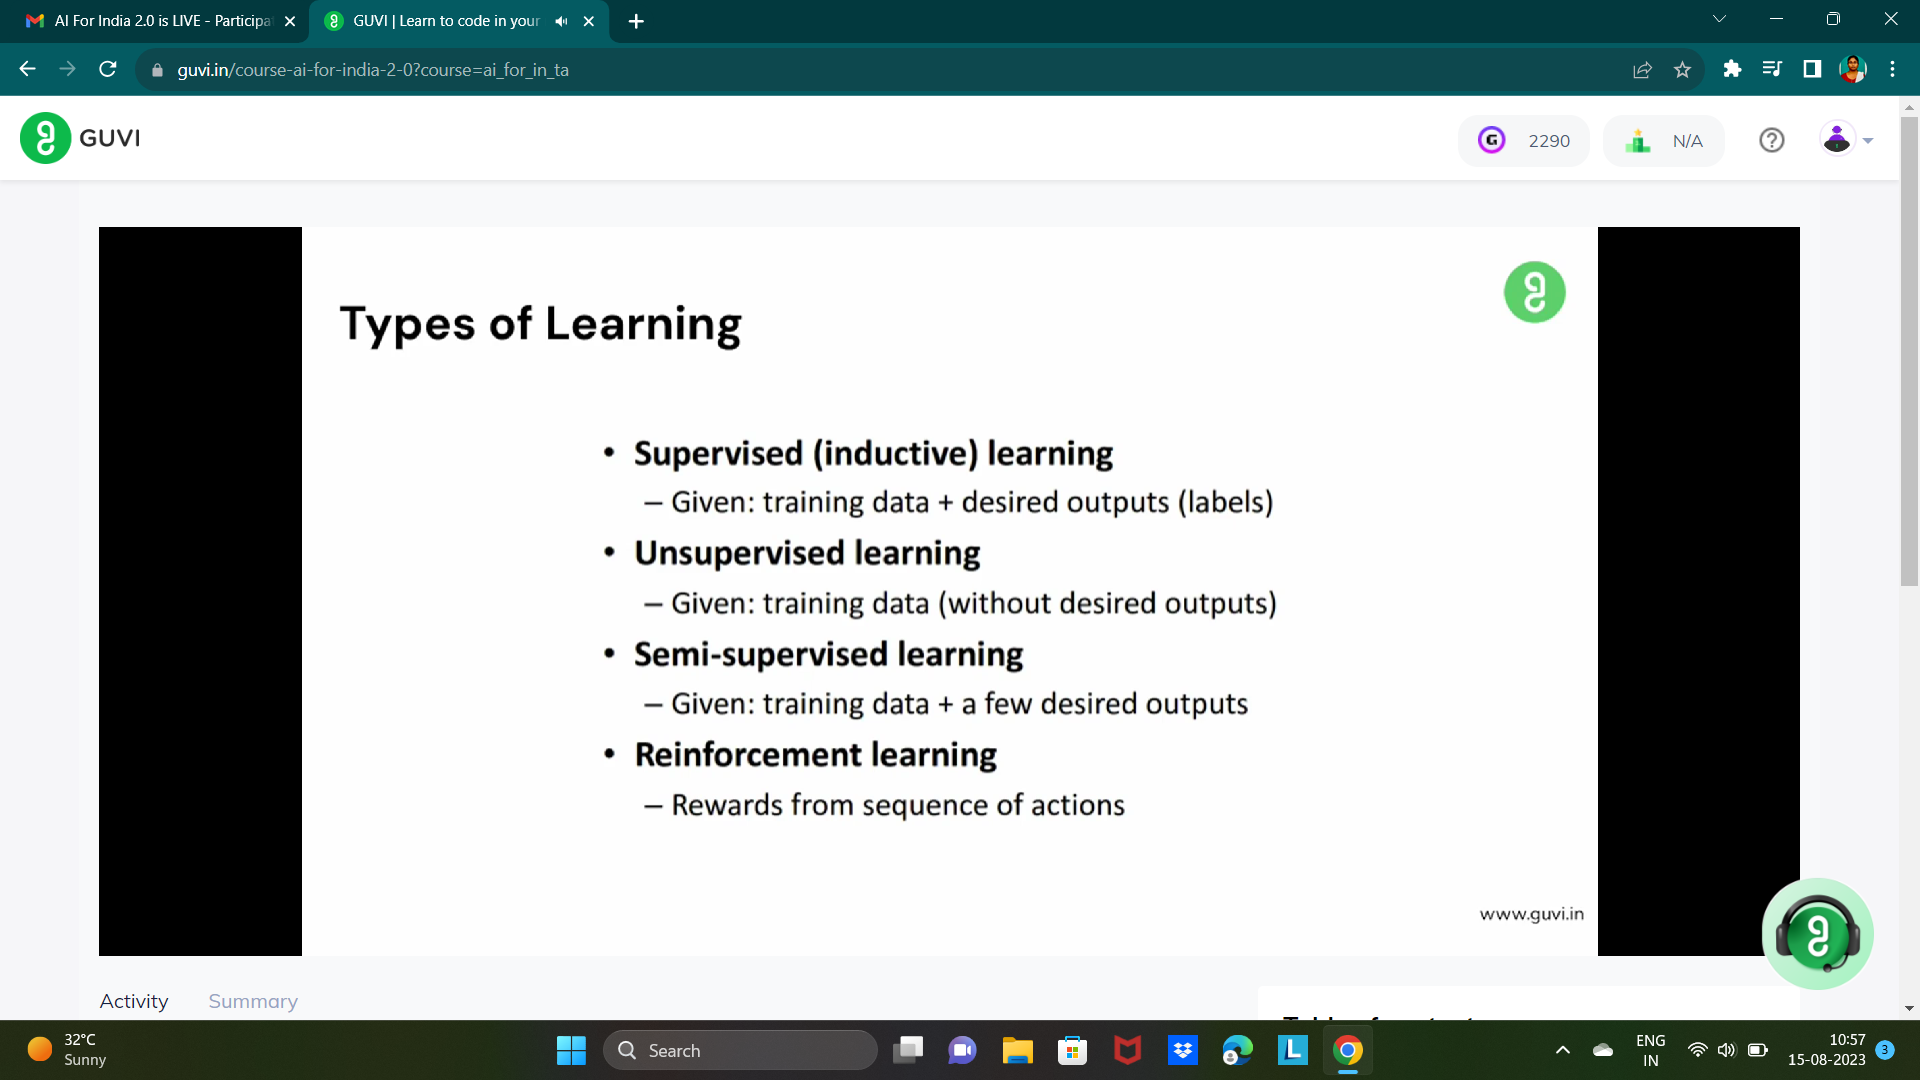 AI For India 2.0 is LIVE - Participa
GUVI | Learn to code in your
guvi.in/course-ai-for-india-2-0?course=ai_for_in_ta
GUVI
G 2290
N/A
Types of Learning
• Supervised (inductive) learning
– Given: training data + desired outputs (labels)
• Unsupervised learning
– Given: training data (without desired outputs)
• Semi-supervised learning
– Given: training data + a few desired outputs
• Reinforcement learning
– Rewards from sequence of actions
www.guvi.in
Activity Summary
32°C
Sunny
Search
ENG
IN
10:57
15-08-2023
3